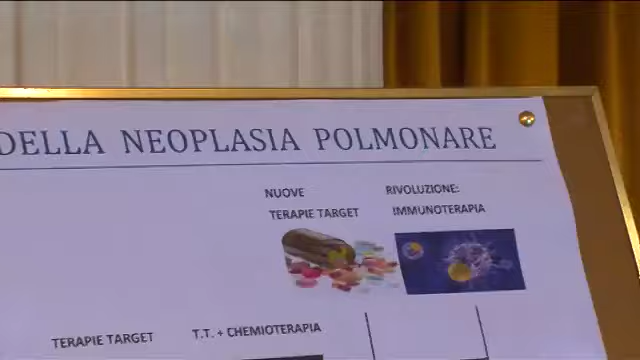 DELLA NEOPLASIA POLMONARE
NUOVE
TERAPIE TARGET
RIVOLUZIONE:
IMMUNOTERAPIA
TERAPIE TARGET
T.T. + CHEMIOTERAPIA